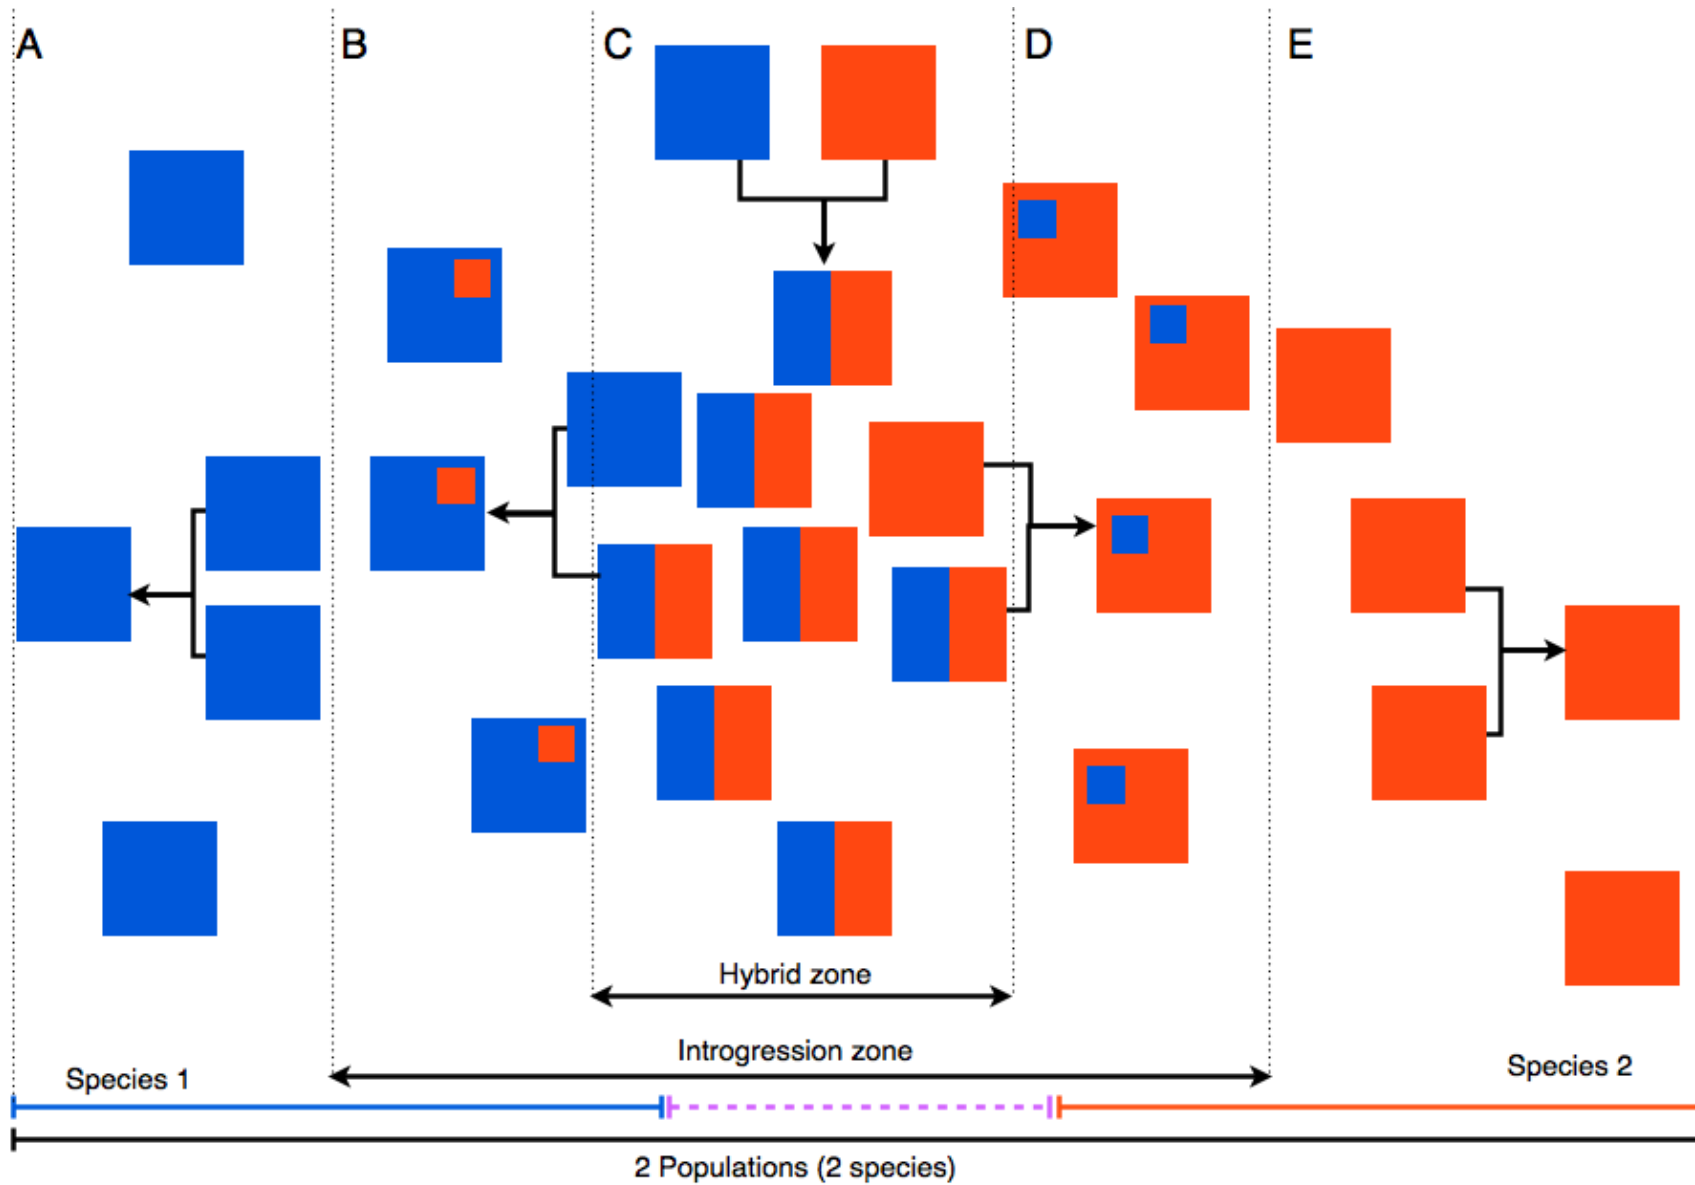 A
B
C
D
E
Hybrid zone
Introgression zone
Species 1
Species 2
2 Populations (2 species)